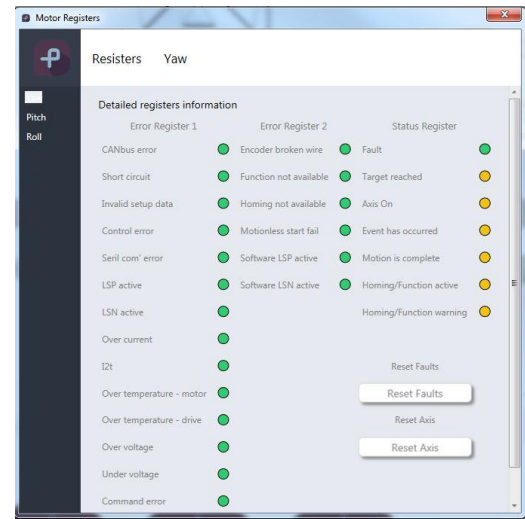 Motor Registers
Resisters Yaw
Pitch
Roll
Detailed registers information
Error Register 1 Error Register 2 Status Register
CANbus error Encoder broken wire Fault
Short circuit Function not available Target reached
Invalid setup data Homing not available Axis On
Control error Motionless start fail Event has occurred
Seril com' error Software LSP active Motion is complete
LSP active Software LSN active Homing/Function active
LSN active Homing/Function warning
Over current
I2t Reset Faults
Over temperature - motor Reset Faults
Over temperature - drive Reset Axis
Over voltage Reset Axis
Under voltage
Command error